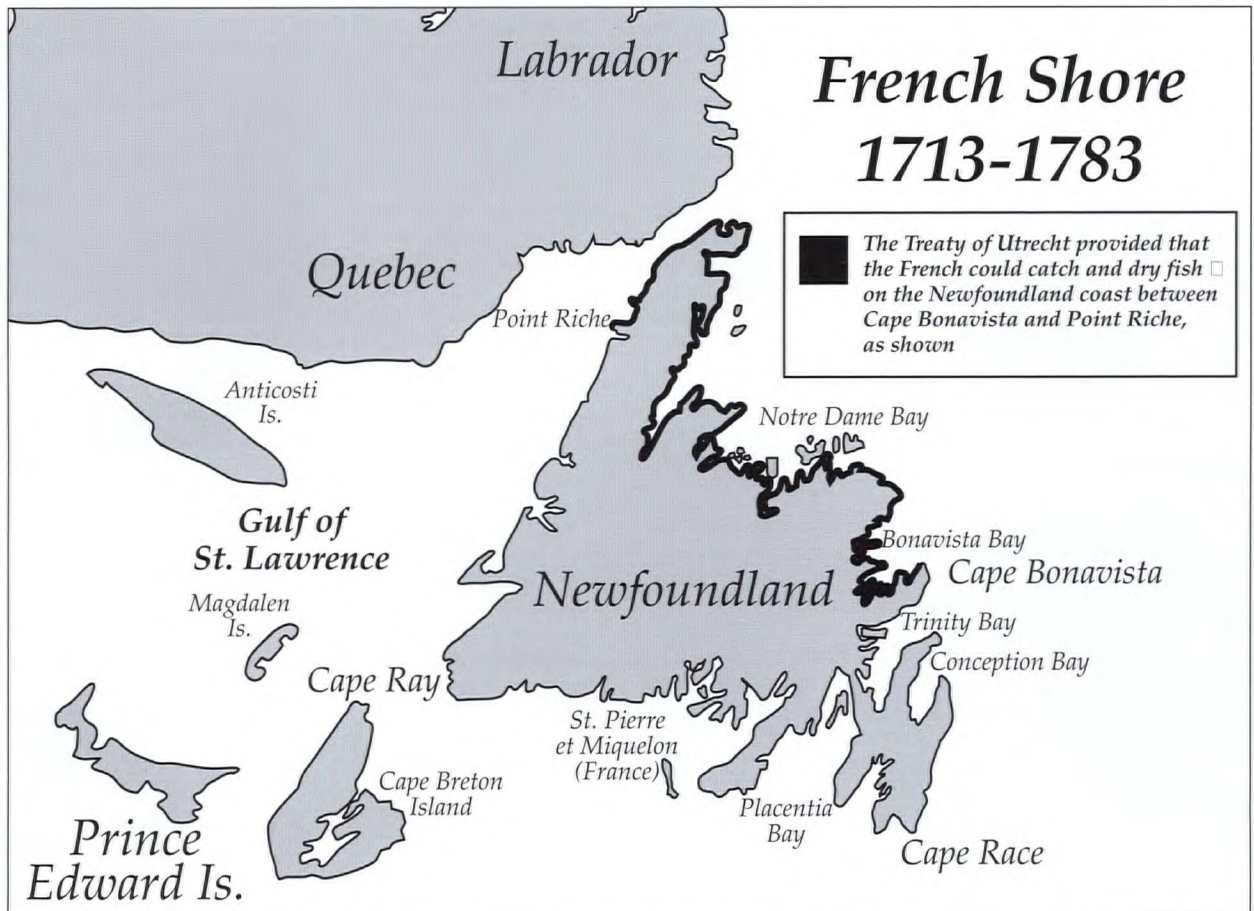 Labrador
French Shore
1713-1783
The Treaty of Utrecht provided that
the French could catch and dry fish □
on the Newfoundland coast between
Cape Bonavista and Point Riche,
as shown
Quebec
Point Riche
Anticosti
Is.
Notre Dame Bay
Gulf of
St. Lawrence
Bonavista Bay
Cape Bonavista
Newfoundland
Magdalen
Is.
Trinity Bay
Conception Bay
Cape Ray
St. Pierre
et Miquelon
(France)
Cape Breton
Island
Placentia
Bay
Prince
Edward Is.
Cape Race